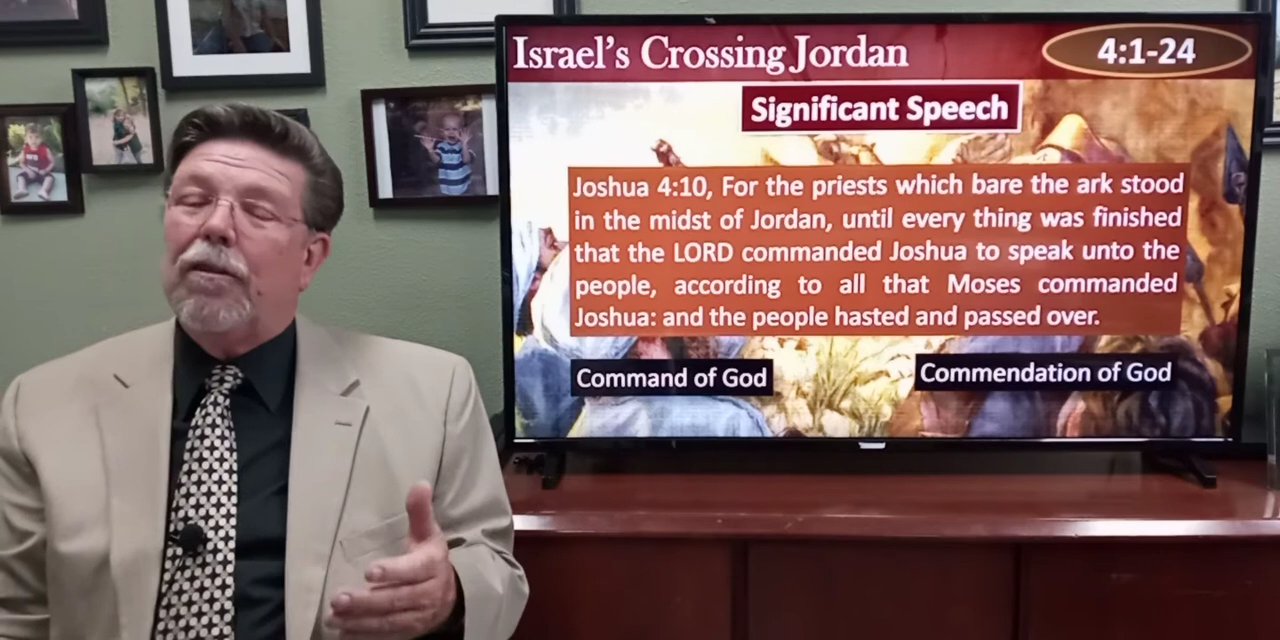 Israel's Crossing Jordan
4:1-24
Significant Speech
Joshua 4:10, For the priests which bare the ark stood
in the midst of Jordan, until every thing was finished
that the LORD commanded Joshua to speak unto the
people, according to all that Moses commanded
Joshua: and the people hasted and passed over.
Command of God
Commendation of God